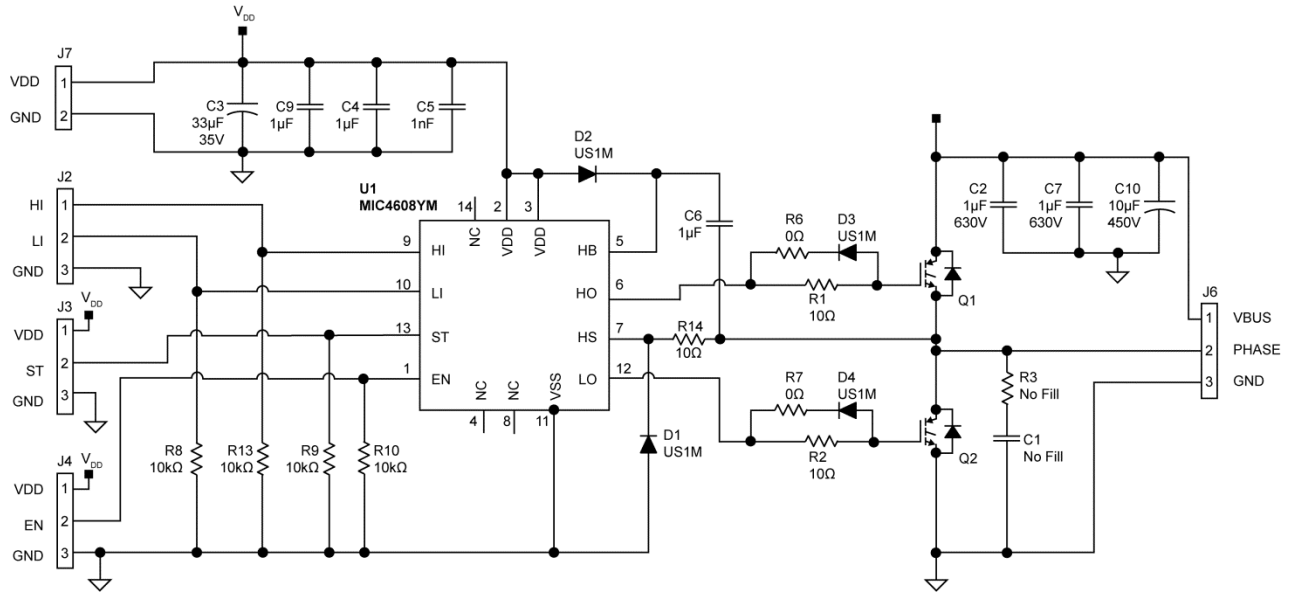 V_DD
J7
VDD 1
GND 2
C3
33µF
35V
C9
1µF
C4
1µF
C5
1nF
D2
US1M
J2
HI 1
LI 2
GND 3
U1
MIC4608YM
14 2 3
NC VDD VDD
9 HI
10 LI
13 ST
1 EN
HB 5
HO 6
HS 7
LO 12
NC NC VSS
4 8 11
C6
1µF
R6
0Ω
D3
US1M
R1
10Ω
Q1
C2
1µF
630V
C7
1µF
630V
C10
10µF
450V
J3
V_DD
VDD 1
ST 2
GND 3
R14
10Ω
J6
1 VBUS
2 PHASE
3 GND
R7
0Ω
D4
US1M
R2
10Ω
Q2
R3
No Fill
C1
No Fill
D1
US1M
R8
10kΩ
R13
10kΩ
R9
10kΩ
R10
10kΩ
J4
V_DD
VDD 1
EN 2
GND 3